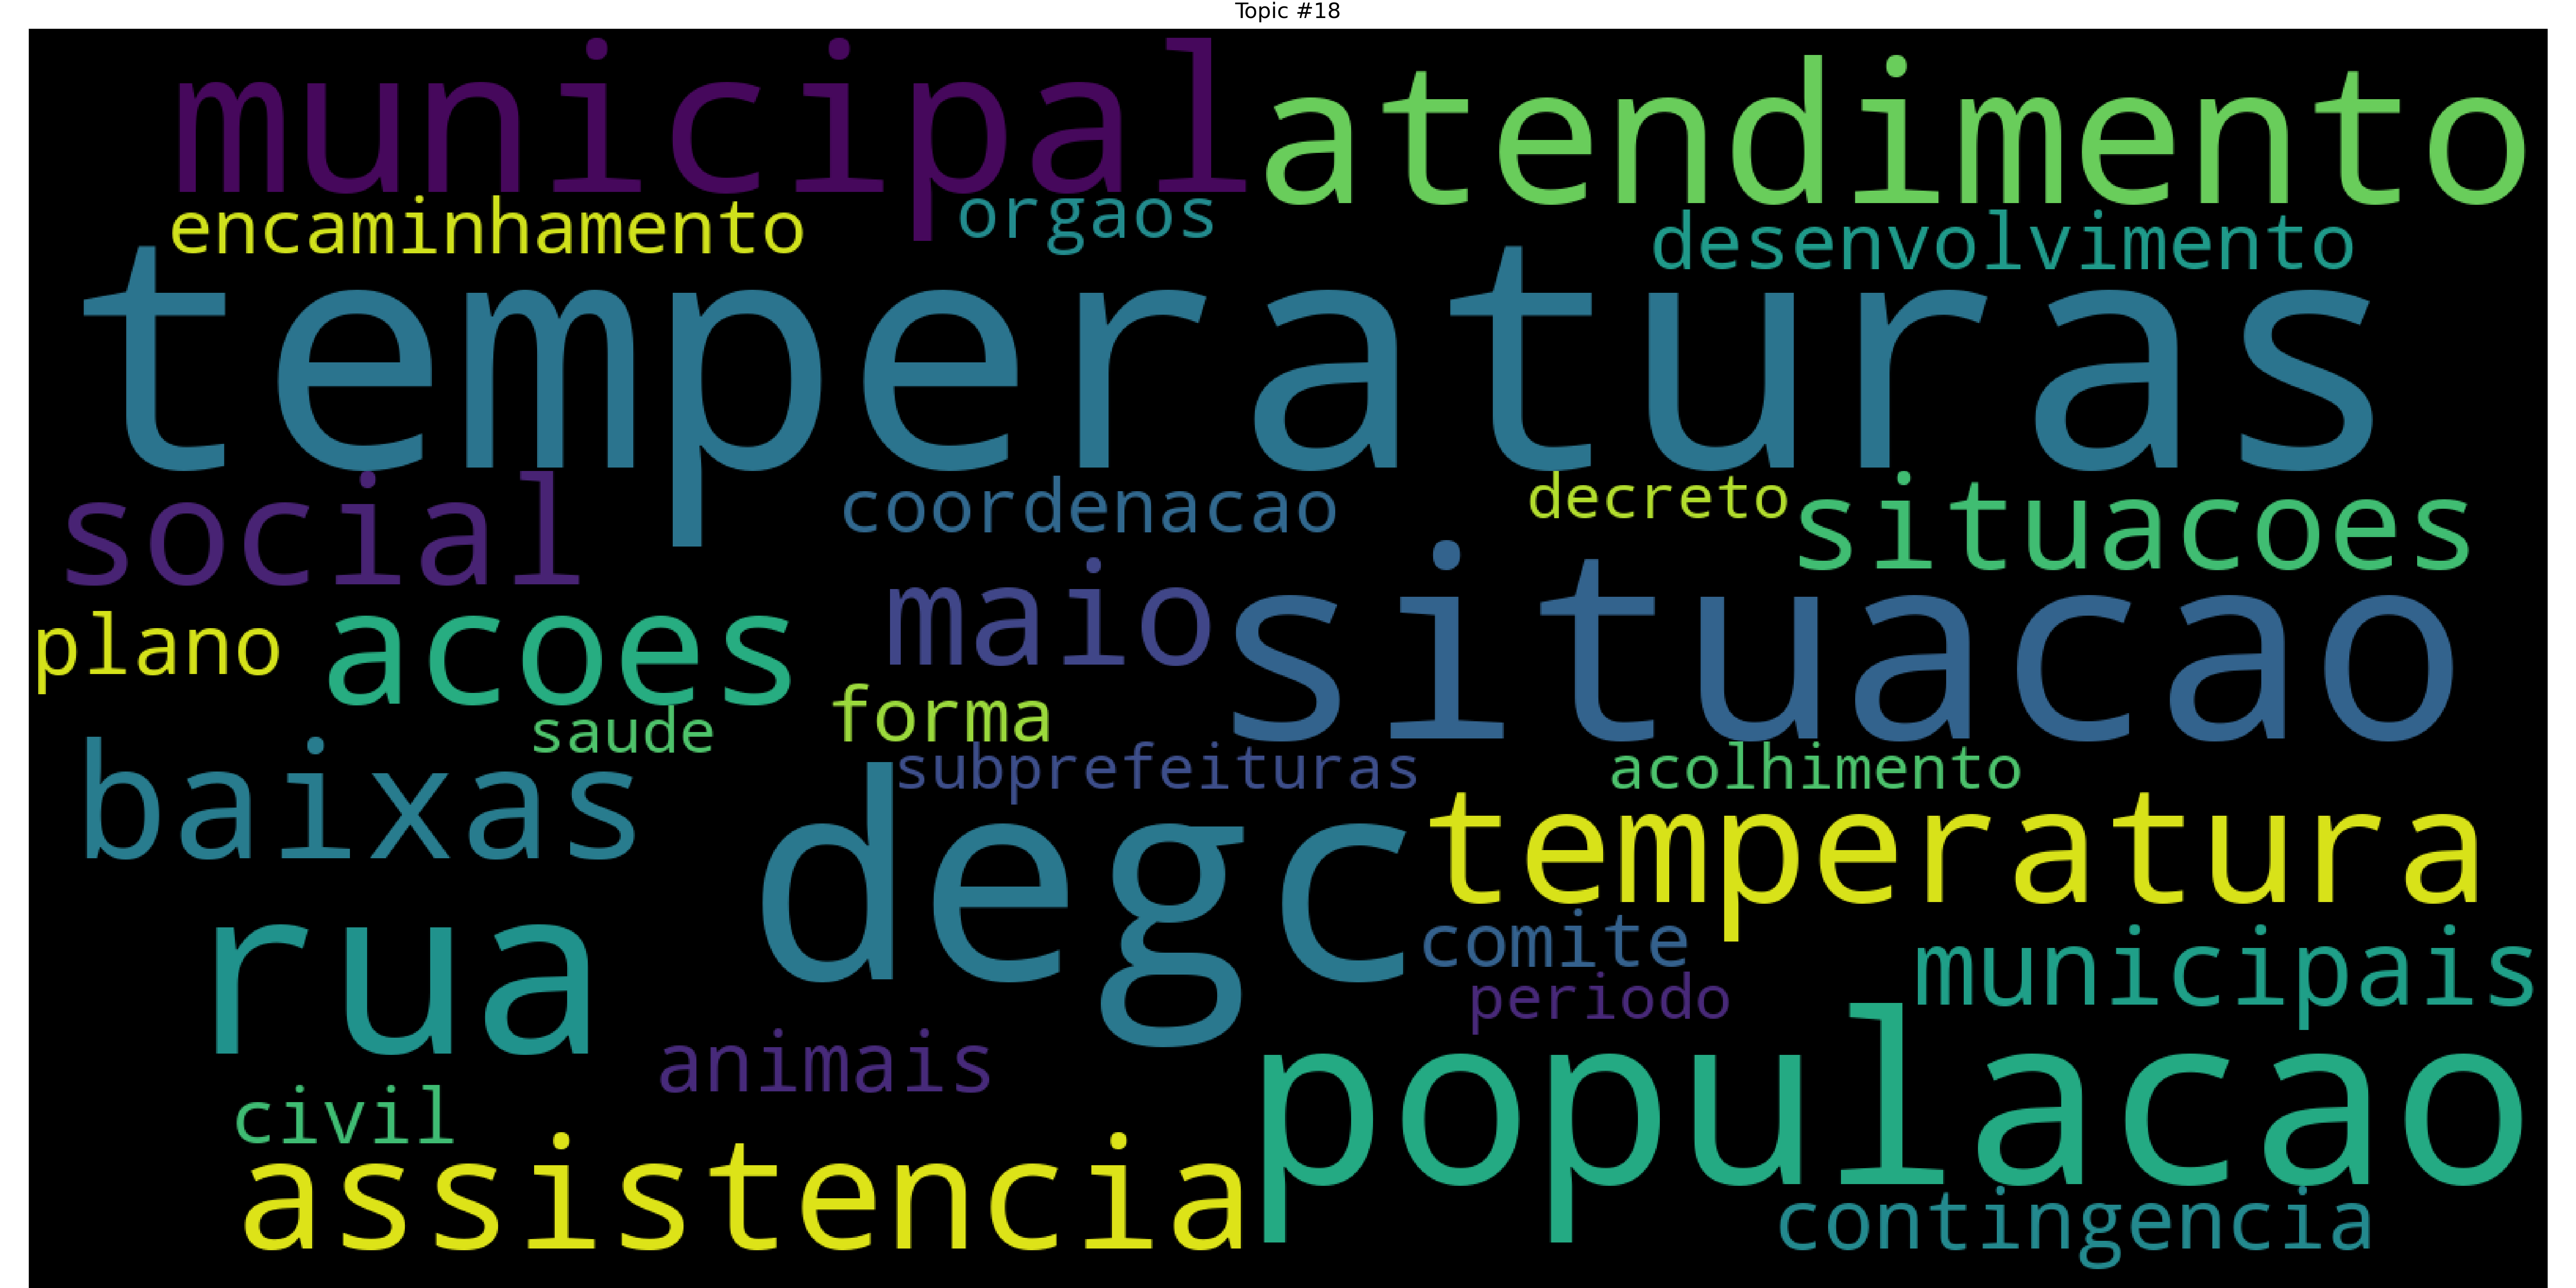 Topic #18
municipal atendimento
encaminhamento orgaos desenvolvimento
temperaturas
social coordenacao decreto situacoes
plano acoes maio situacao
saude forma
baixas subprefeituras acolhimento
degc temperatura
rua comite municipais
periodo
animais populacao
civil
assistencia contingencia